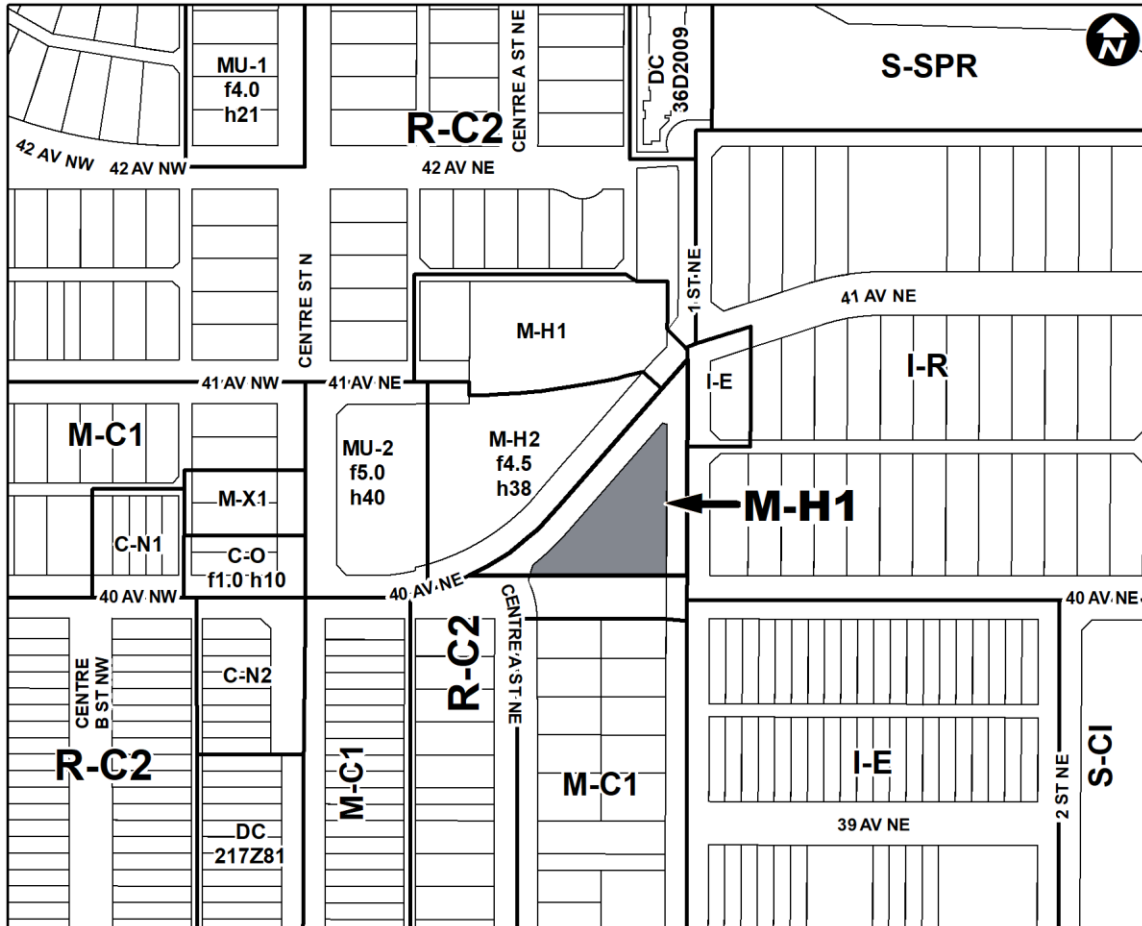 N
S-SPR
MU-1
f4.0
h21
CENTRE A ST NE
DC
36D2009
R-C2
42 AV NW
42 AV NW
42 AV NE
CENTRE ST N
1 ST NE
41 AV NE
M-H1
I-E
I-R
41 AV NW
41 AV NE
M-C1
MU-2
f5.0
h40
M-H2
f4.5
h38
M-X1
M-H1
C-N1
C-O
f1.0 h10
40 AV NW
40 AV NE
40 AV NE
CENTRE A ST NE
R-C2
CENTRE
B ST NW
C-N2
R-C2
M-C1
M-C1
I-E
2 ST NE
S-CI
DC
217Z81
39 AV NE